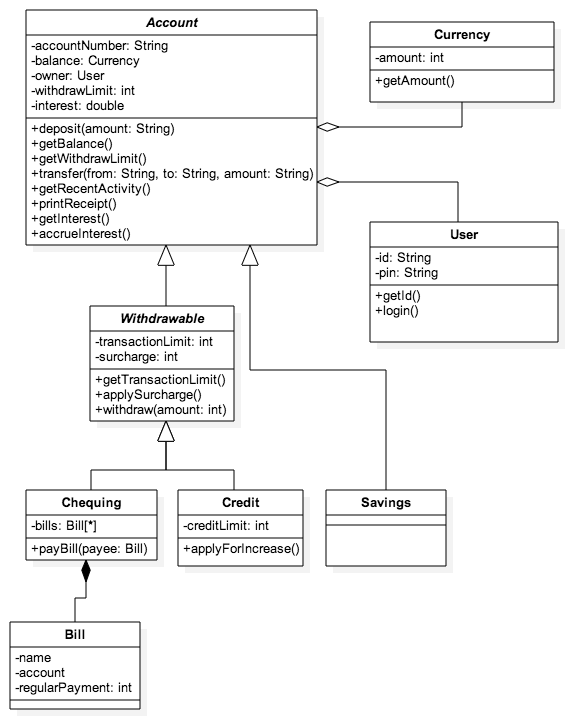 Account
-accountNumber: String
-balance: Currency
-owner: User
-withdrawLimit: int
-interest: double
+deposit(amount: String)
+getBalance()
+getWithdrawLimit()
+transfer(from: String, to: String, amount: String)
+getRecentActivity()
+printReceipt()
+getInterest()
+accrueInterest()
Currency
-amount: int
+getAmount()
User
-id: String
-pin: String
+getId()
+login()
Withdrawable
-transactionLimit: int
-surcharge: int
+getTransactionLimit()
+applySurcharge()
+withdraw(amount: int)
Chequing
-bills: Bill[*]
+payBill(payee: Bill)
Credit
-creditLimit: int
+applyForIncrease()
Savings
Bill
-name
-account
-regularPayment: int